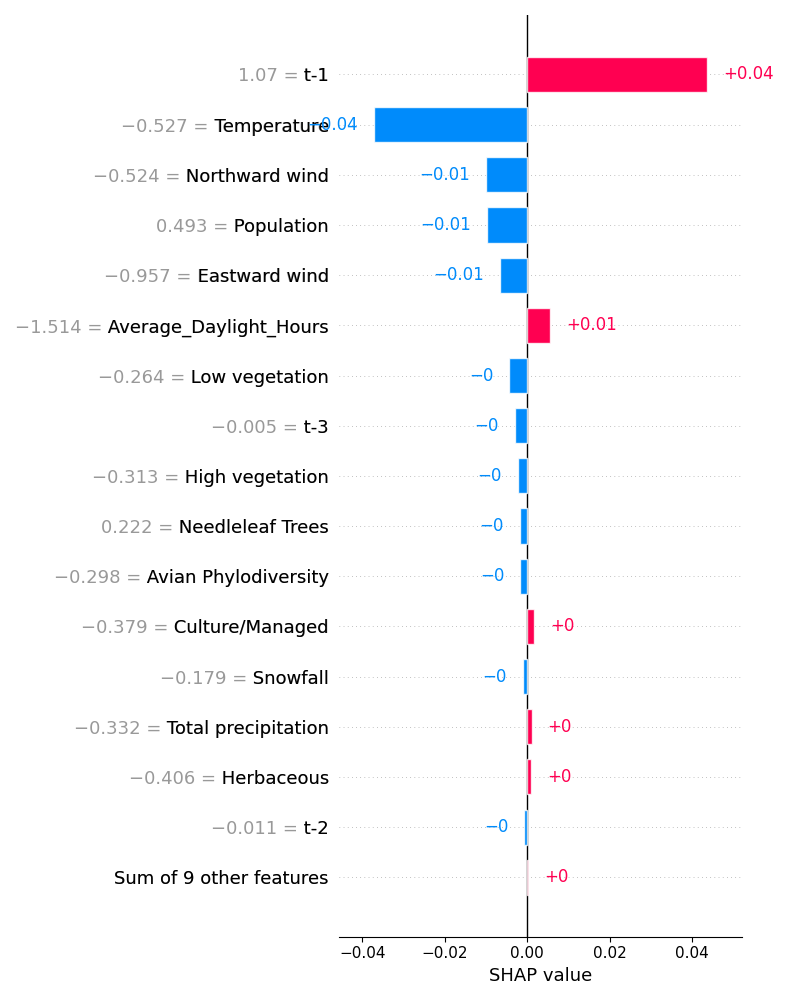 1.07 = t-1 +0.04
−0.527 = Temperature −0.04
−0.524 = Northward wind −0.01
0.493 = Population −0.01
−0.957 = Eastward wind −0.01
−1.514 = Average_Daylight_Hours +0.01
−0.264 = Low vegetation −0
−0.005 = t-3 −0
−0.313 = High vegetation −0
0.222 = Needleleaf Trees −0
−0.298 = Avian Phylodiversity −0
−0.379 = Culture/Managed +0
−0.179 = Snowfall −0
−0.332 = Total precipitation +0
−0.406 = Herbaceous +0
−0.011 = t-2 −0
Sum of 9 other features +0
−0.04 −0.02 0.00 0.02 0.04
SHAP value